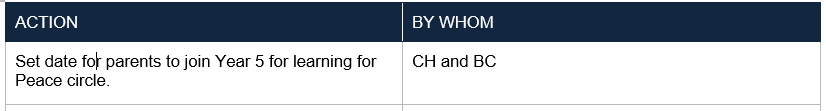 ACTION
BY WHOM
Set date for parents to join Year 5 for learning for
Peace circle.
CH and BC